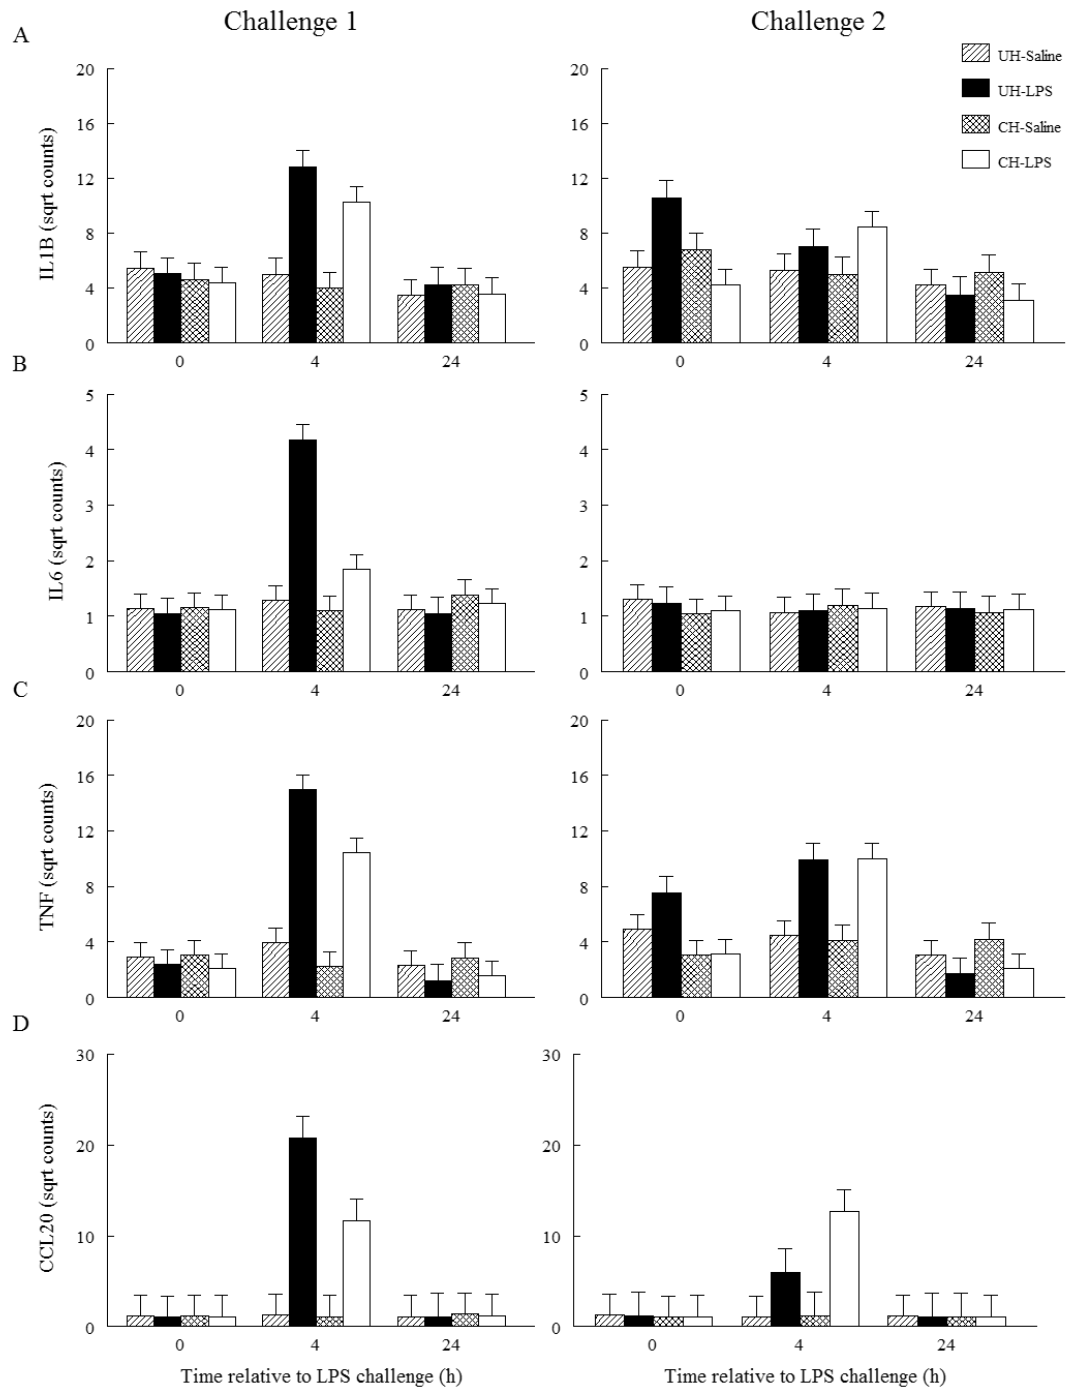 Challenge 1
Challenge 2
A
UH-Saline
UH-LPS
CH-Saline
CH-LPS
IL1B (sqrt counts)
20
16
12
8
4
0
0 4 24
20
16
12
8
4
0
0 4 24
B
IL6 (sqrt counts)
5
4
3
2
1
0
0 4 24
5
4
3
2
1
0
0 4 24
C
TNF (sqrt counts)
20
16
12
8
4
0
0 4 24
20
16
12
8
4
0
0 4 24
D
CCL20 (sqrt counts)
30
20
10
0
0 4 24
Time relative to LPS challenge (h)
30
20
10
0
0 4 24
Time relative to LPS challenge (h)